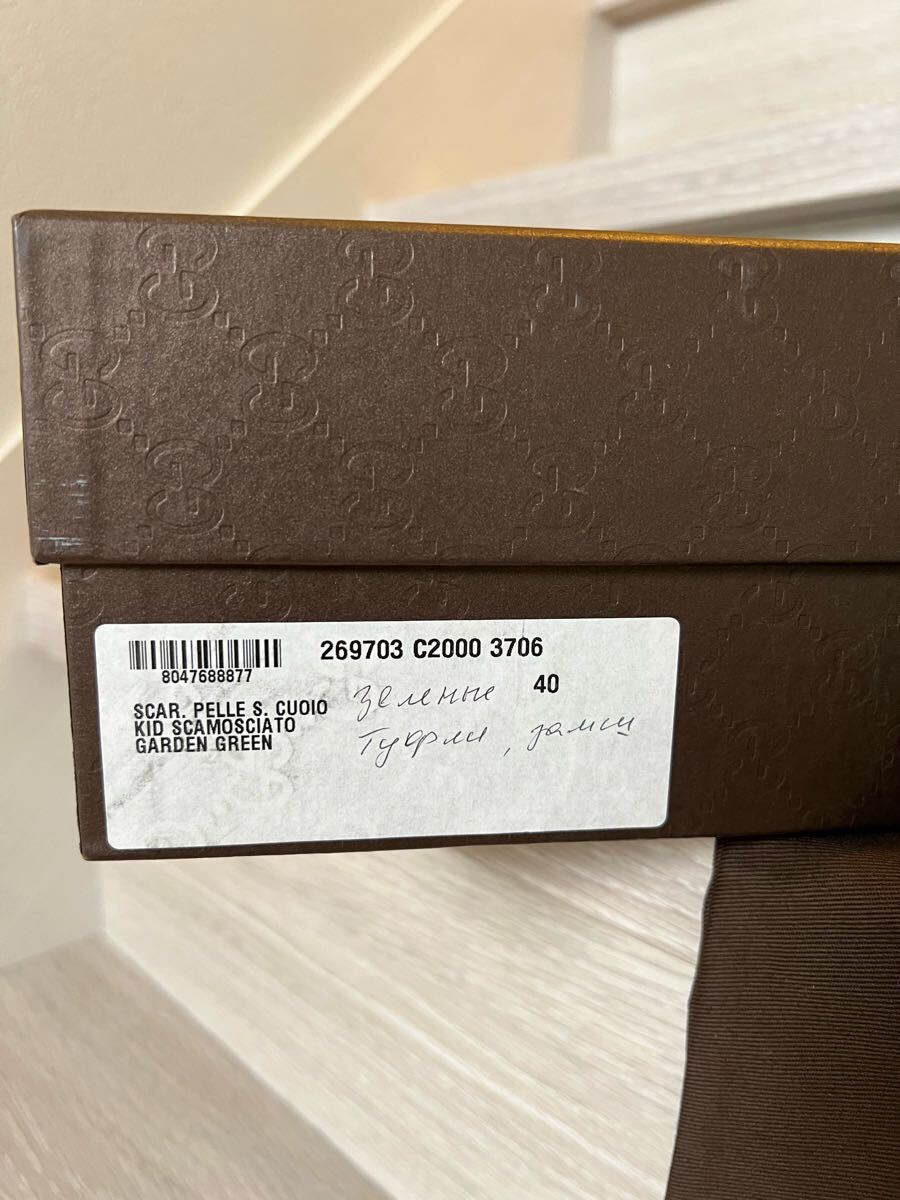 269703 C2000 3706
8047688877
40
SCAR. PELLE S. CUOIO
KID SCAMOSCIATO
GARDEN GREEN
зеленые
Туфли, замш